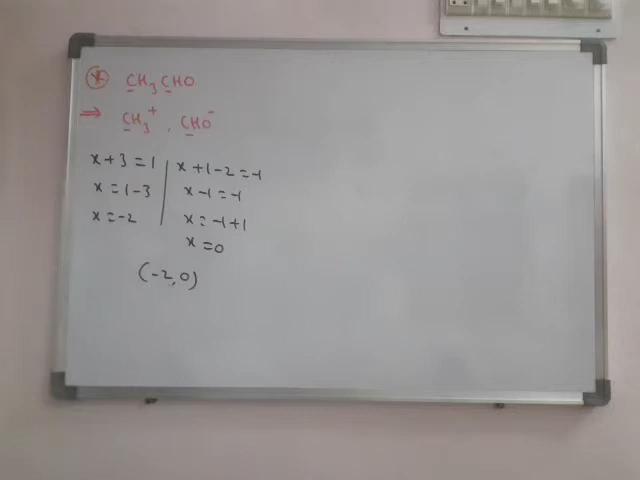 * CH₃CHO
⇒ CH₃⁺ , CHO⁻
x+3=1 | x+1-2=-1
x=1-3 | x-1=-1
x=-2 | x=-1+1
x=0
(-2,0)